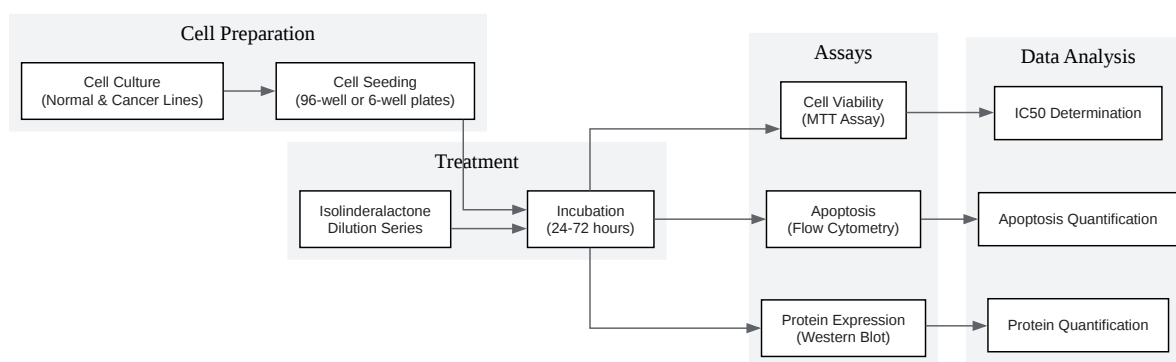 Cell Preparation
Cell Culture
(Normal & Cancer Lines)
Cell Seeding
(96-well or 6-well plates)
Treatment
Isolinderalactone
Dilution Series
Incubation
(24-72 hours)
Assays
Cell Viability
(MTT Assay)
Apoptosis
(Flow Cytometry)
Protein Expression
(Western Blot)
Data Analysis
IC50 Determination
Apoptosis Quantification
Protein Quantification